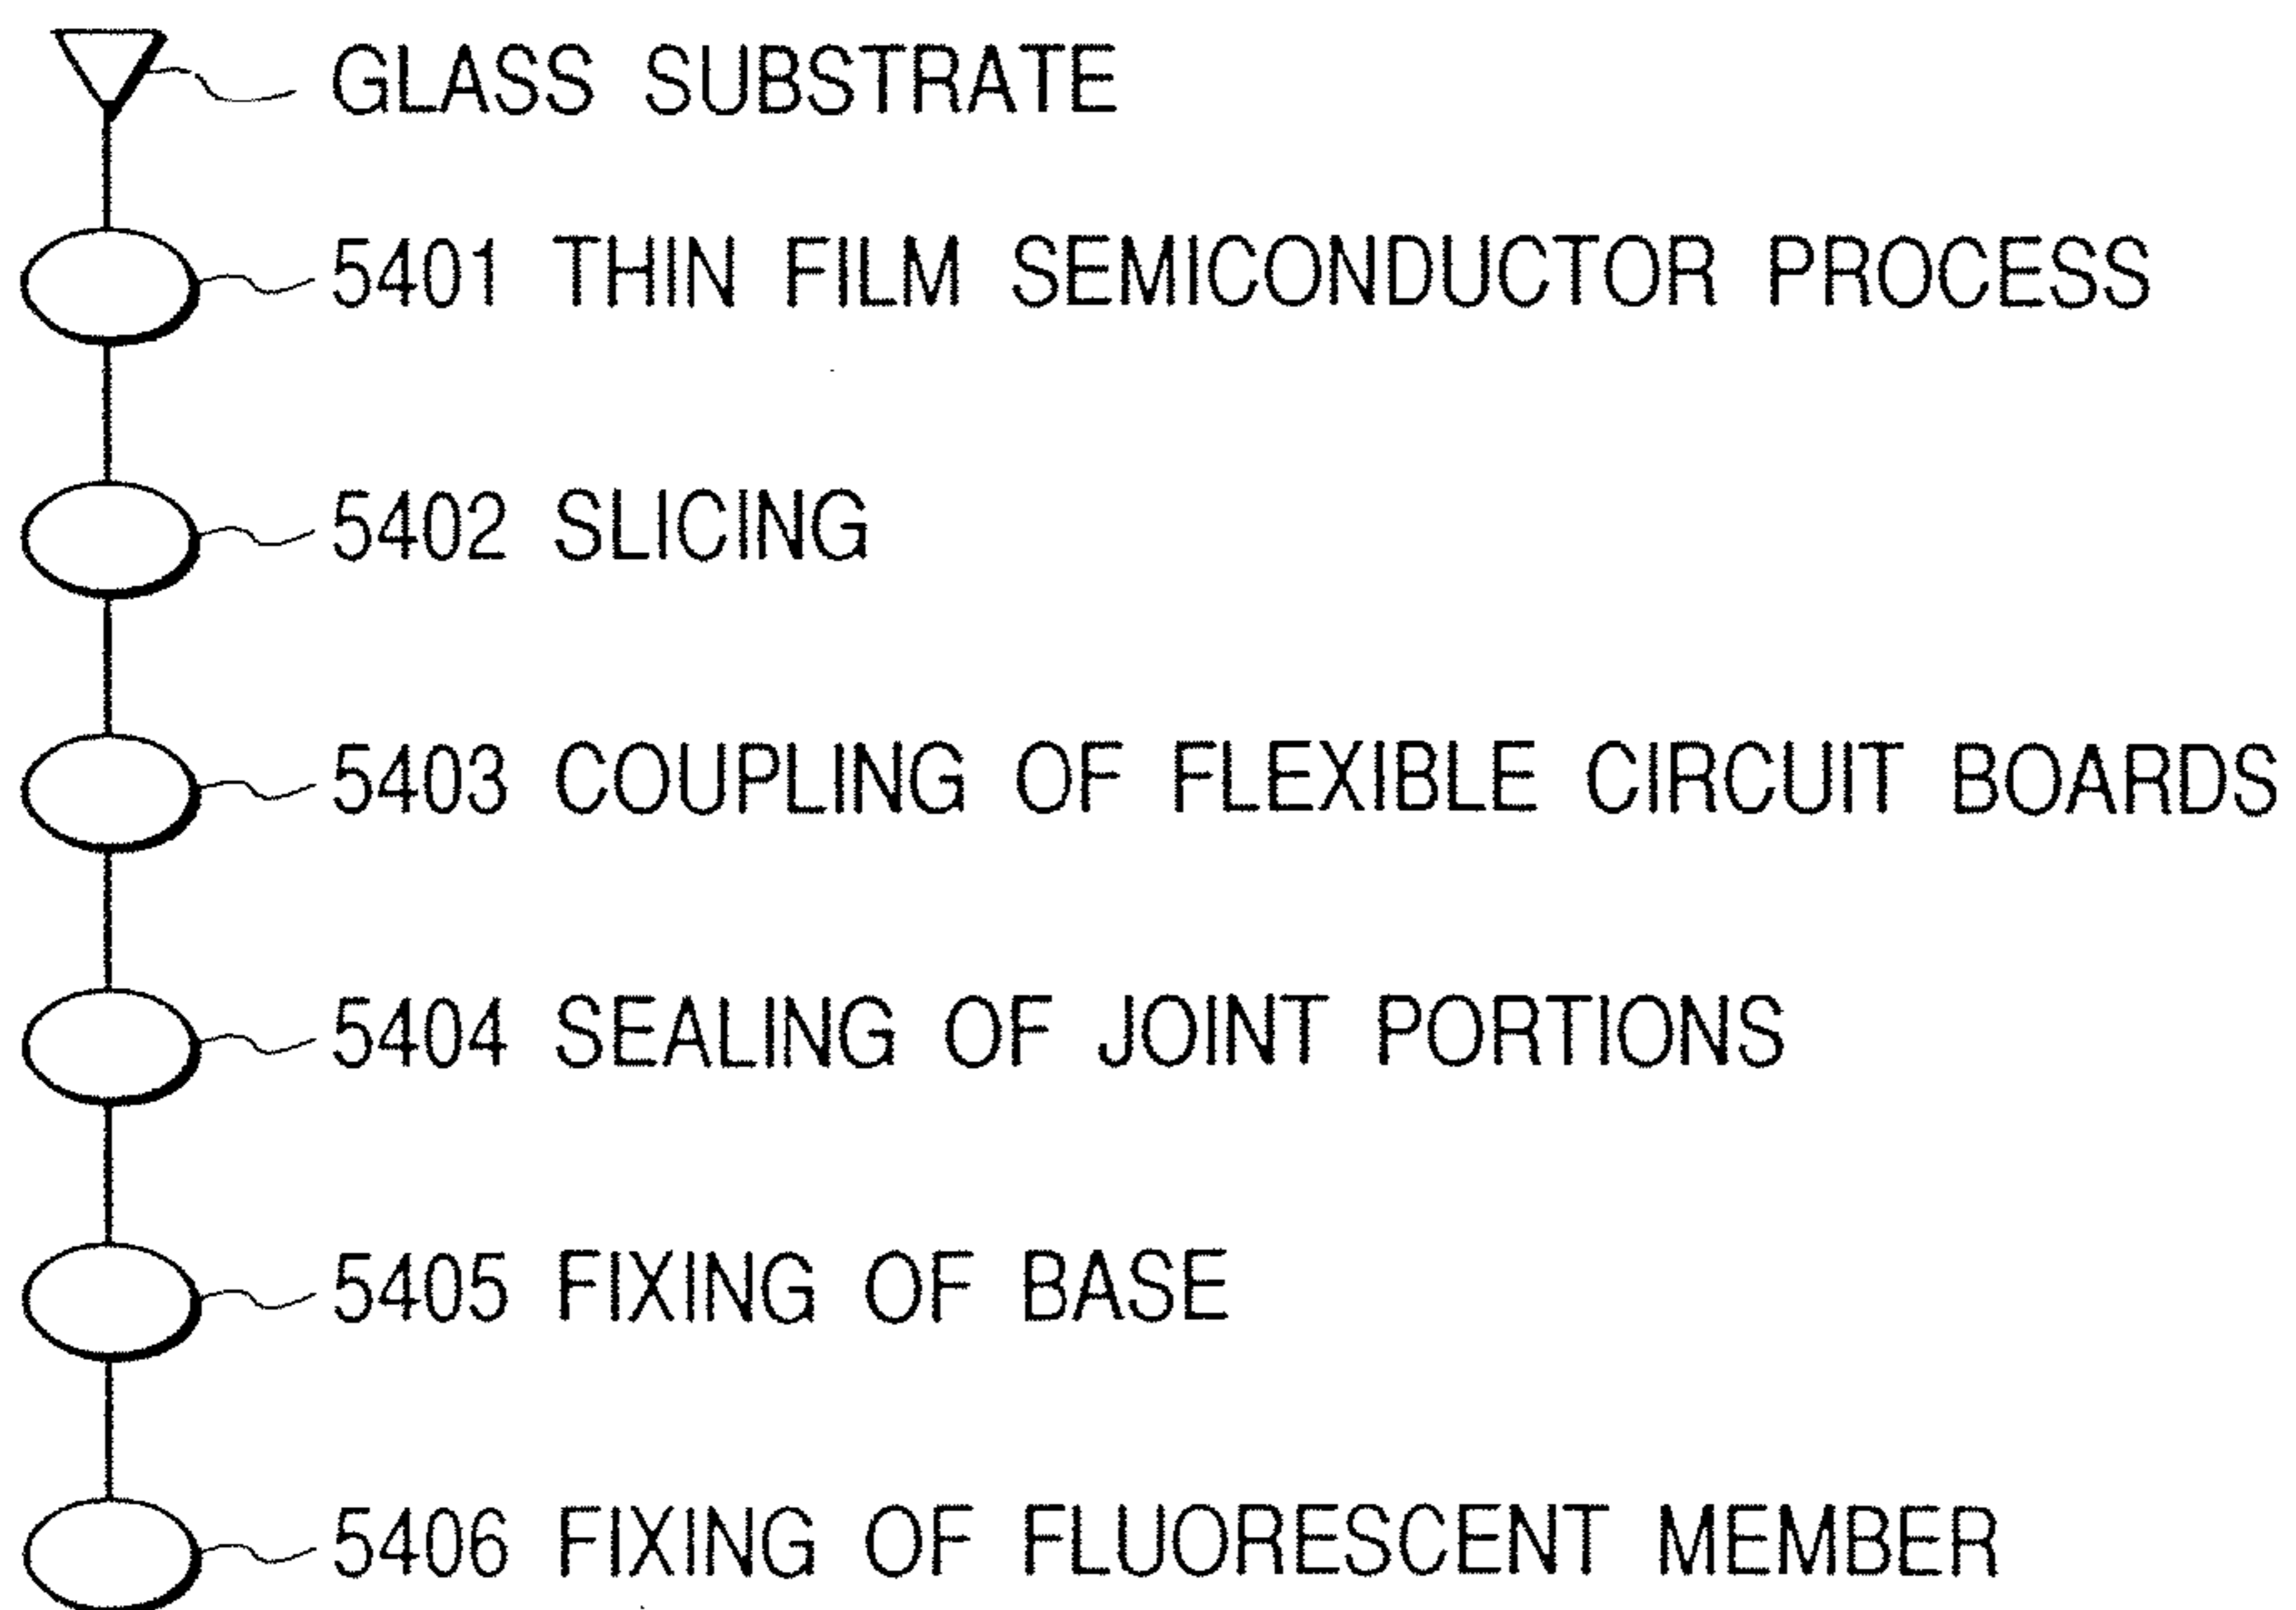 GLASS SUBSTRATE
5401 THIN FILM SEMICONDUCTOR PROCESS
5402 SLICING
5403 COUPLING OF FLEXIBLE CIRCUIT BOARDS
5404 SEALING OF JOINT PORTIONS
5405 FIXING OF BASE
5406 FIXING OF FLUORESCENT MEMBER